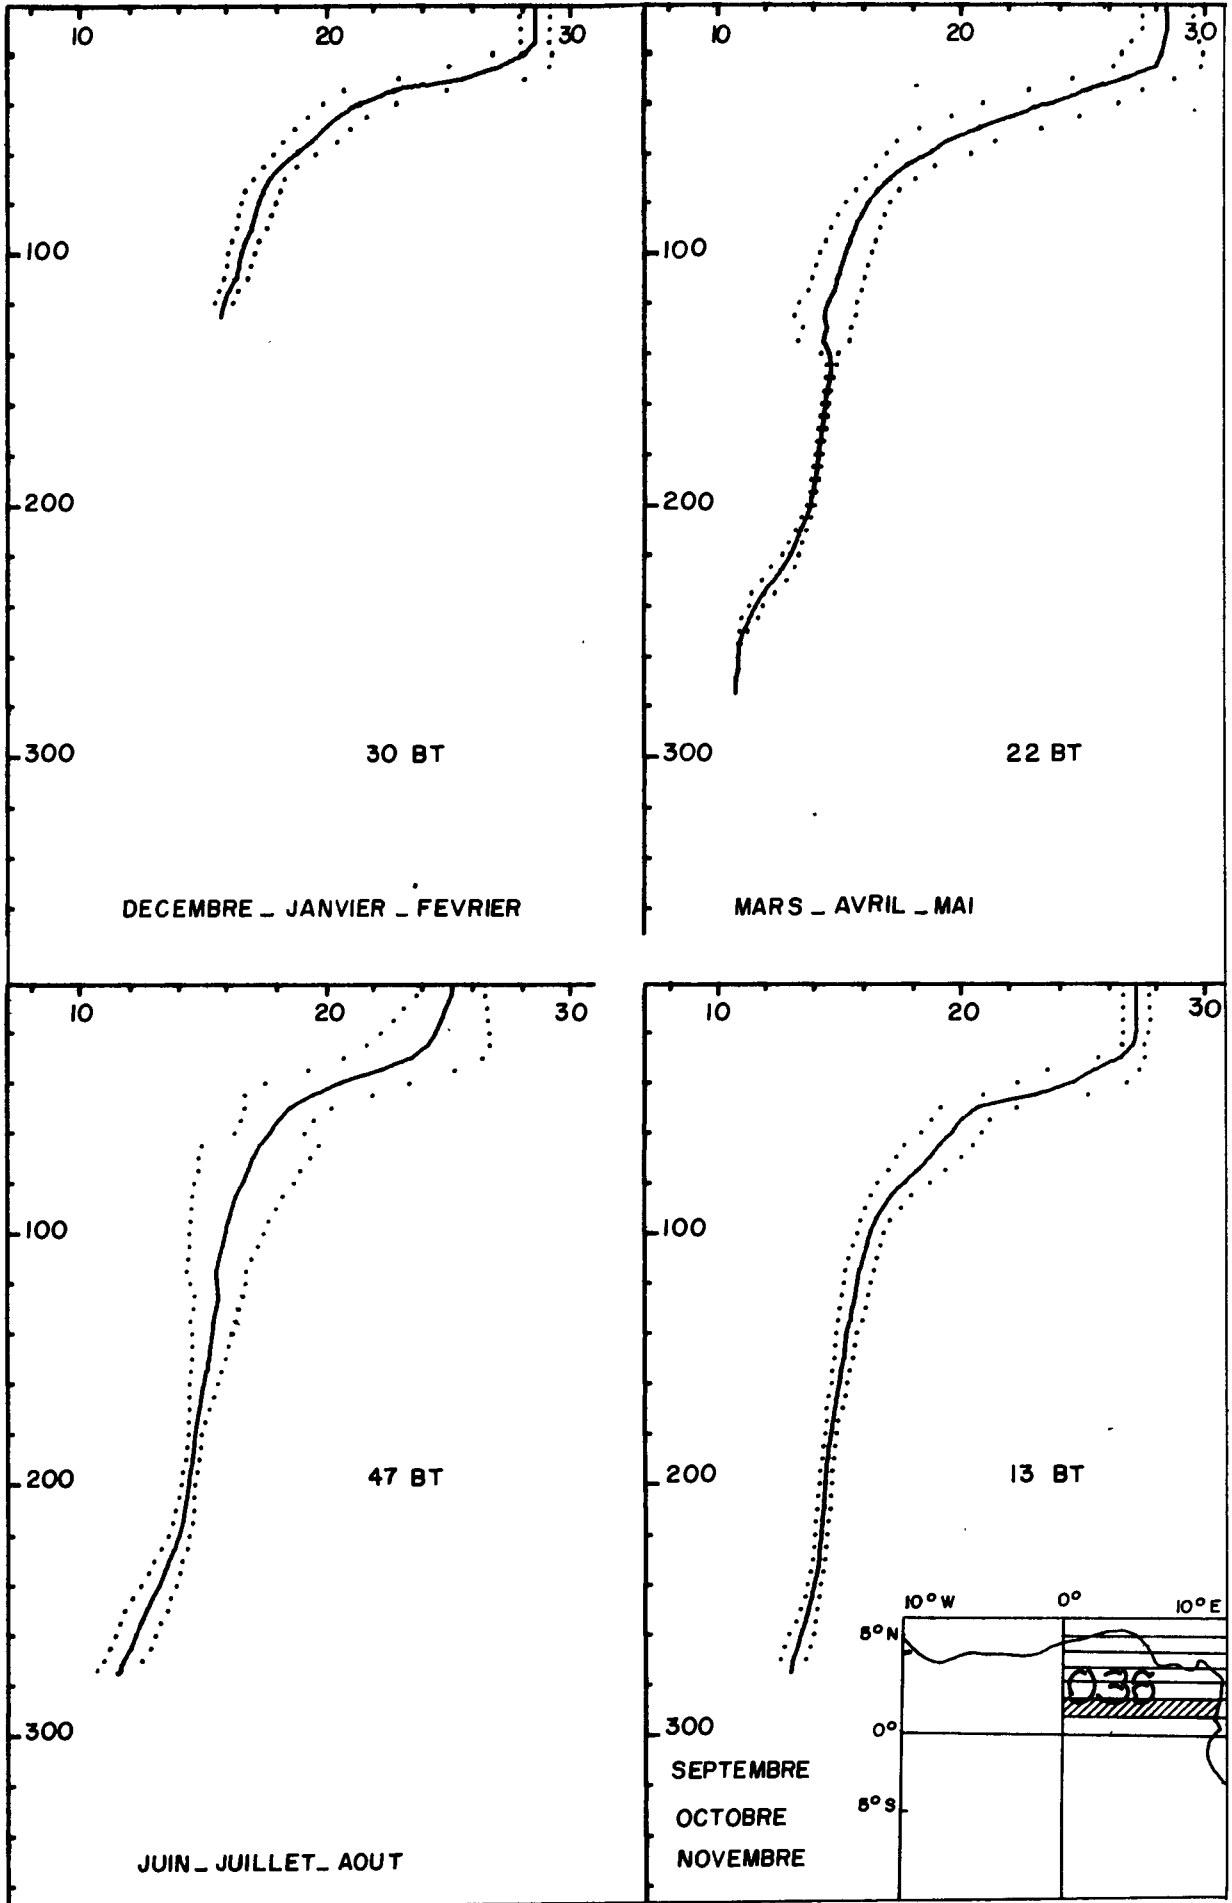 10 20 30
100
200
300
30 BT
DECEMBRE _ JANVIER _ FEVRIER
10 20 30
100
200
300
22 BT
MARS _ AVRIL _ MAI
10 20 30
100
200
300
47 BT
JUIN _ JUILLET _ AOUT
10 20 30
100
200
300
13 BT
SEPTEMBRE
OCTOBRE
NOVEMBRE
10° W 0° 10° E
5° N
036
0°
5° S